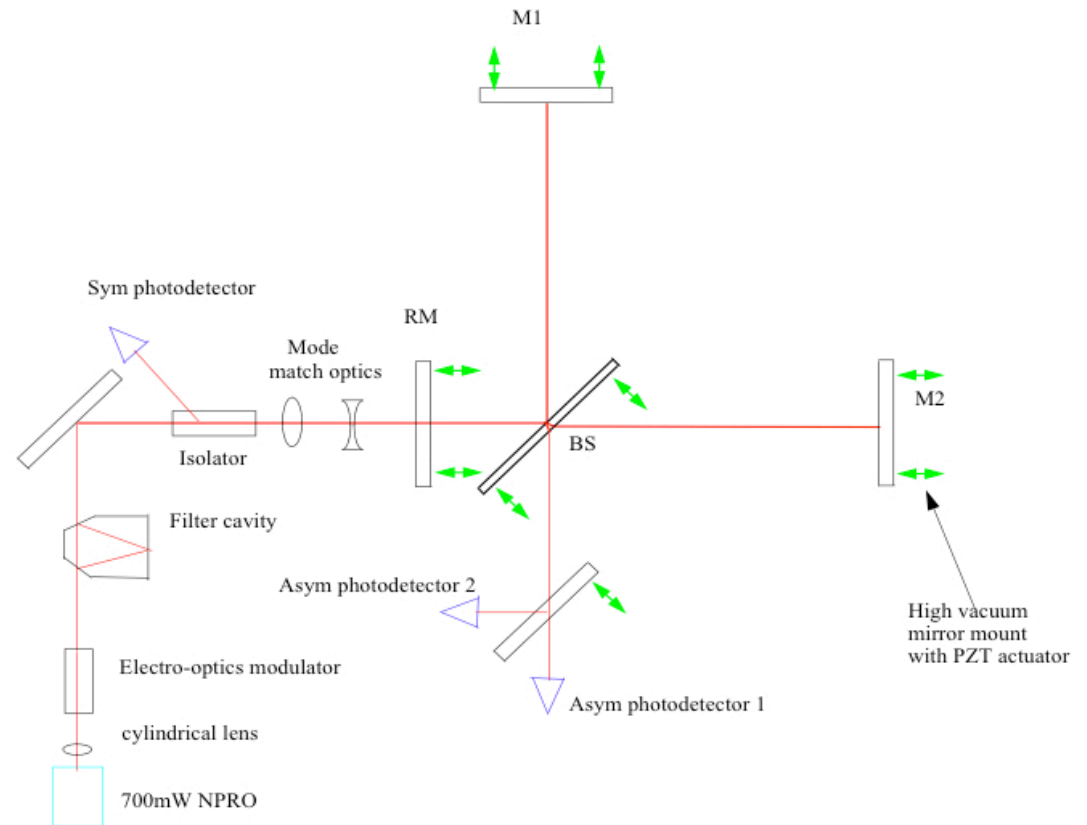 M1
Sym photodetector
RM
Mode
match optics
M2
BS
Isolator
Filter cavity
Asym photodetector 2
High vacuum
mirror mount
with PZT actuator
Electro-optics modulator
Asym photodetector 1
cylindrical lens
700mW NPRO